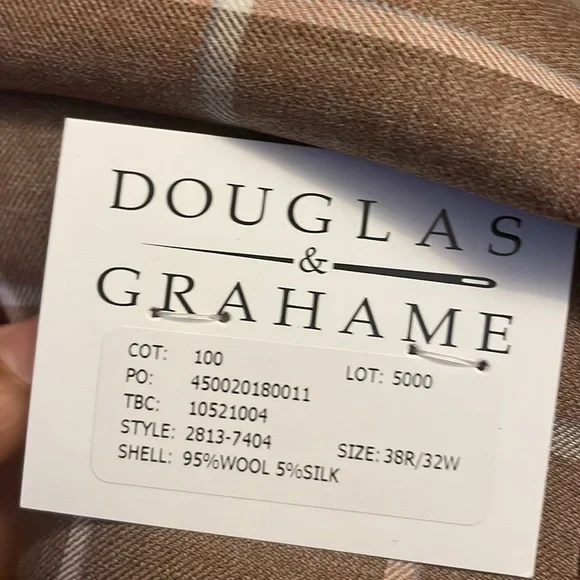 DOUGLAS
&
GRAHAME
COT: 100 LOT: 5000
PO: 450020180011
TBC: 10521004
STYLE: 2813-7404 SIZE: 38R/32W
SHELL: 95%WOOL 5%SILK